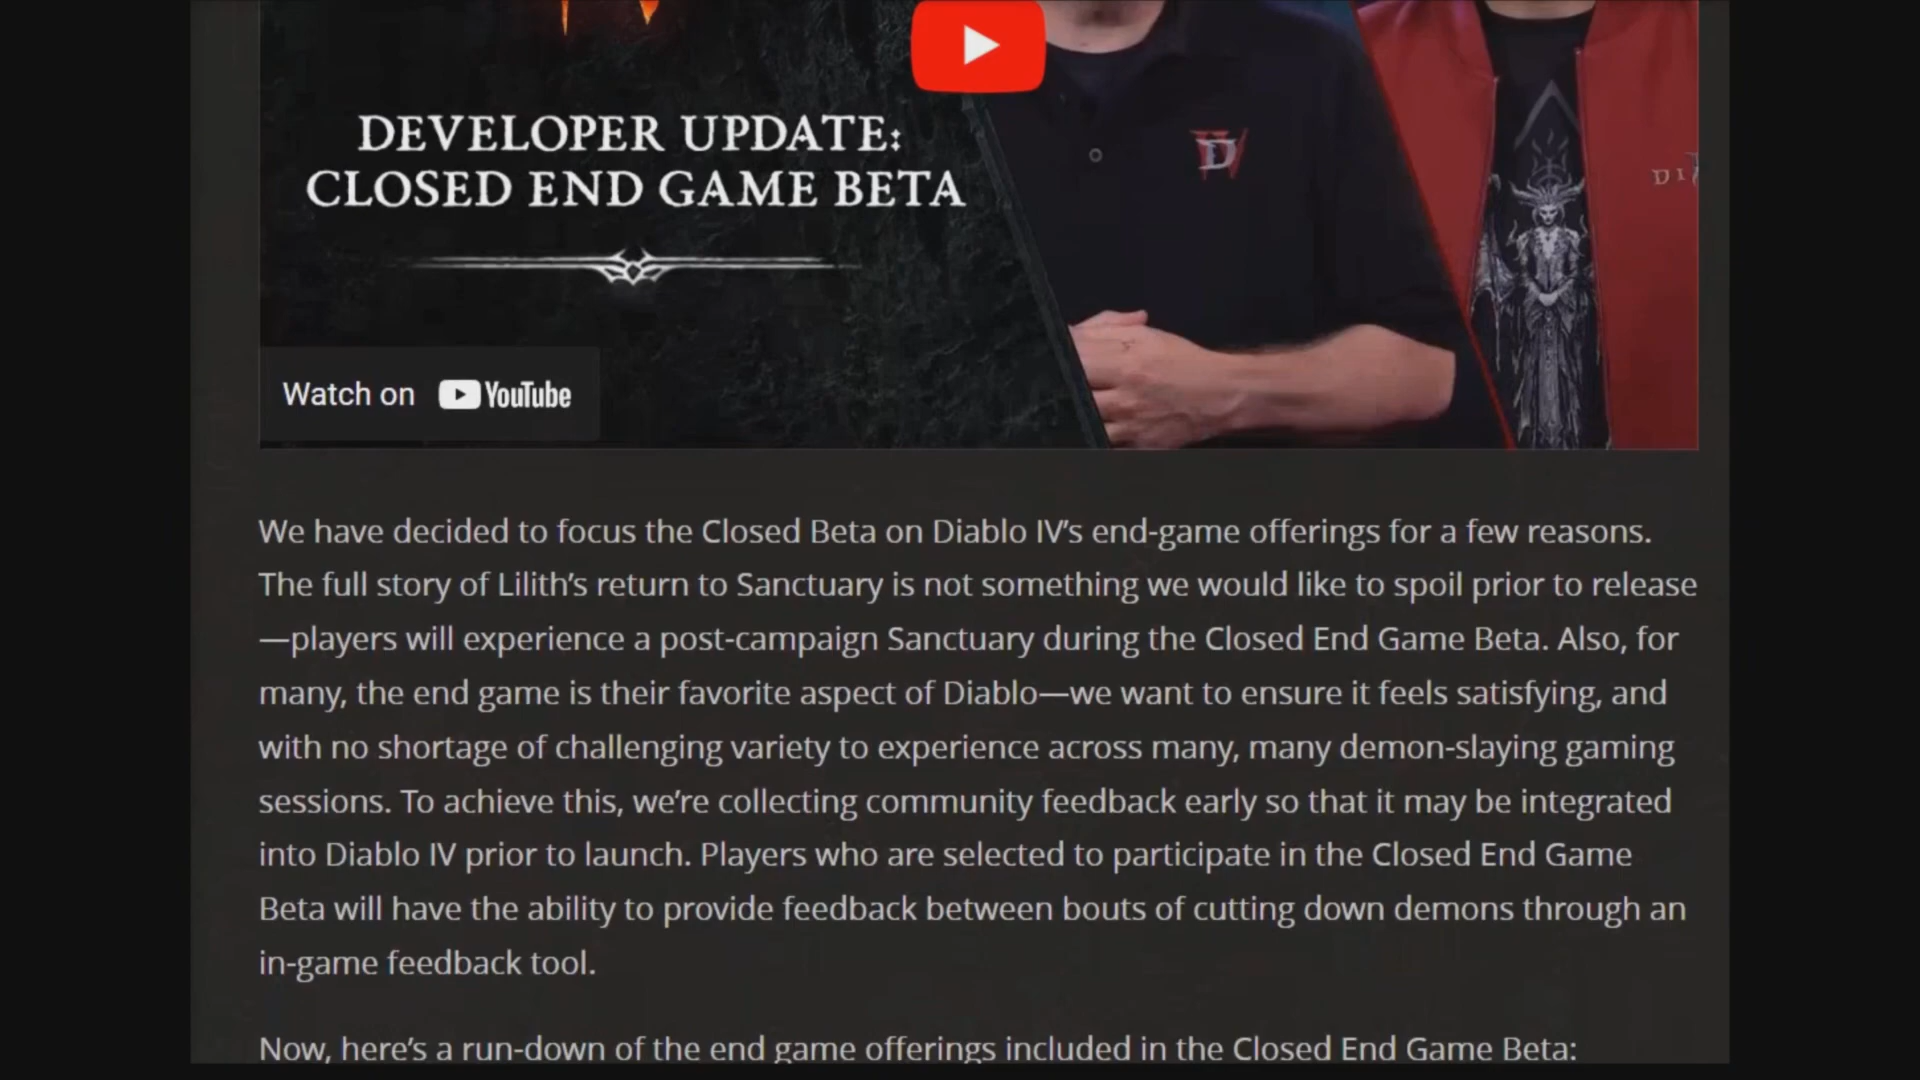 DEVELOPER UPDATE:
CLOSED END GAME BETA
D IV
DI
Watch on YouTube
We have decided to focus the Closed Beta on Diablo IV's end-game offerings for a few reasons.
The full story of Lilith's return to Sanctuary is not something we would like to spoil prior to release
—players will experience a post-campaign Sanctuary during the Closed End Game Beta. Also, for
many, the end game is their favorite aspect of Diablo—we want to ensure it feels satisfying, and
with no shortage of challenging variety to experience across many, many demon-slaying gaming
sessions. To achieve this, we're collecting community feedback early so that it may be integrated
into Diablo IV prior to launch. Players who are selected to participate in the Closed End Game
Beta will have the ability to provide feedback between bouts of cutting down demons through an
in-game feedback tool.
Now, here's a run-down of the end game offerings included in the Closed End Game Beta: